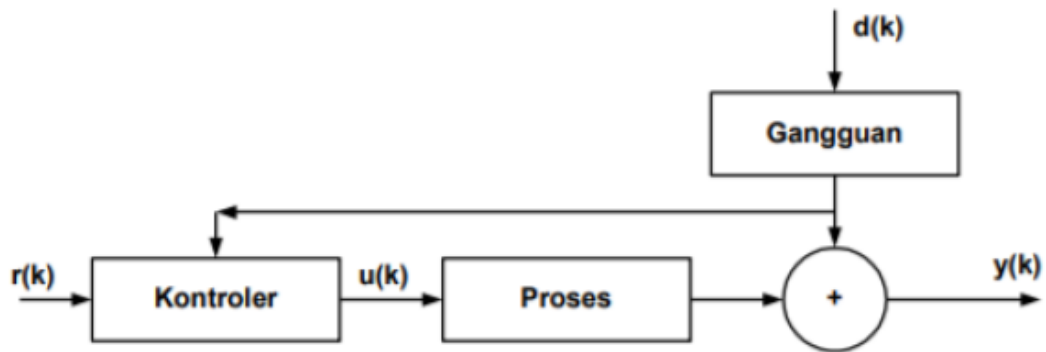 d(k)
Gangguan
r(k)
Kontroler
u(k)
Proses
+
y(k)